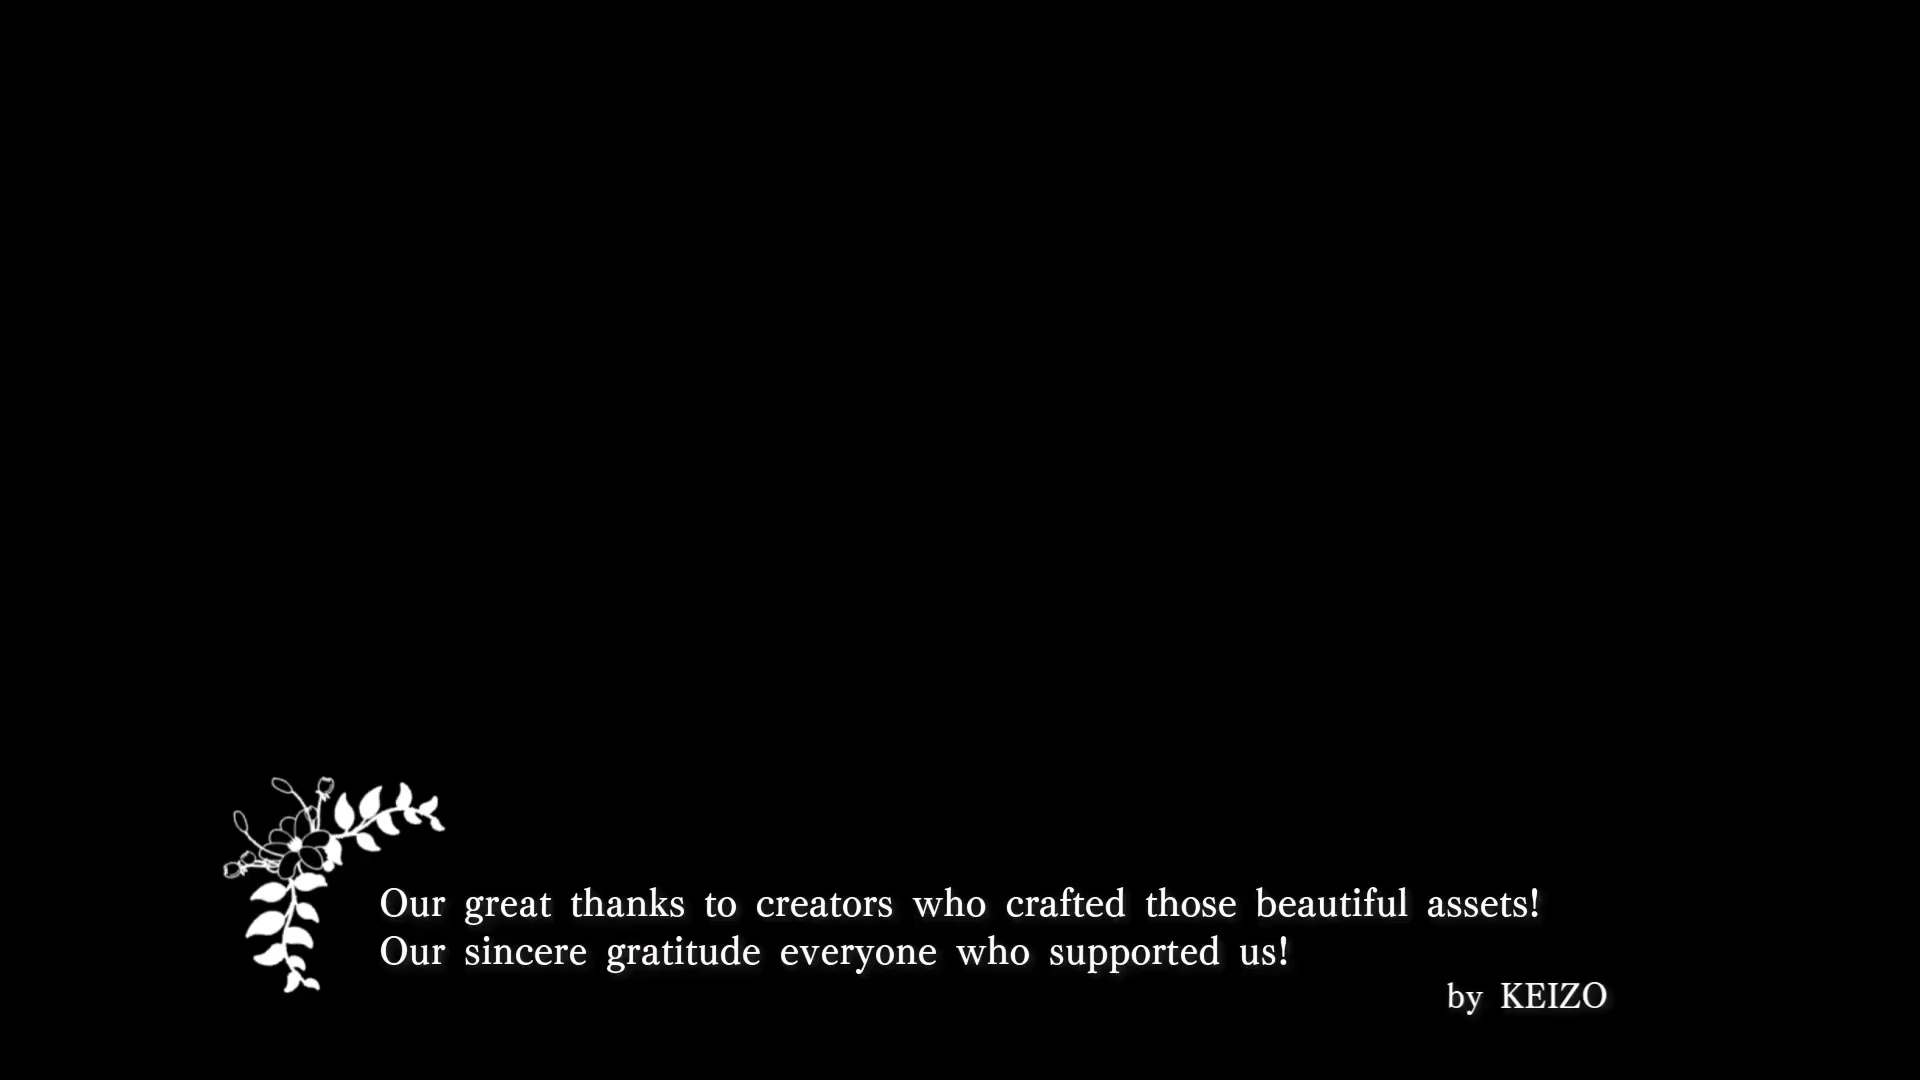 Our great thanks to creators who crafted those beautiful assets!
Our sincere gratitude everyone who supported us!
by KEIZO